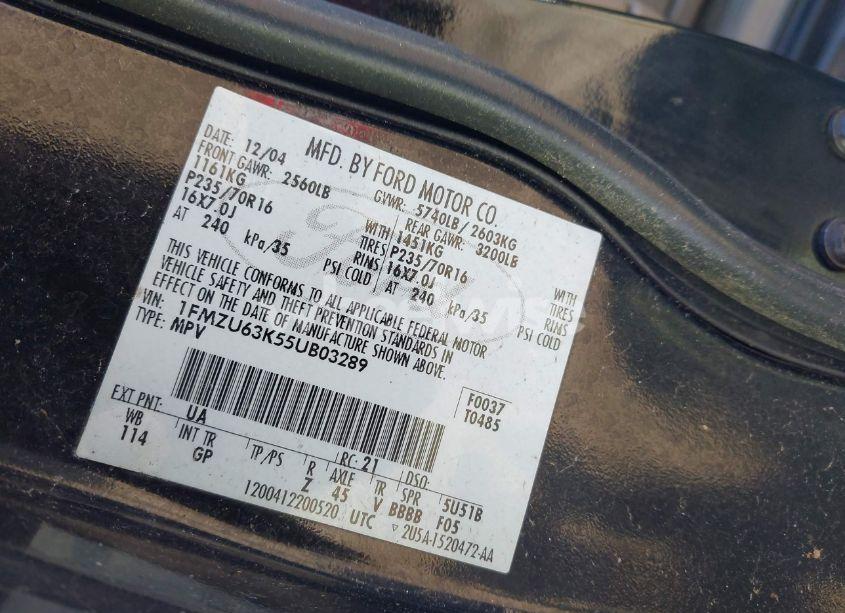 MFD. BY FORD MOTOR CO.
DATE: 12/04 GVWR: 5740LB / 2603KG
FRONT GAWR: 2560LB REAR GAWR: 3200LB
1161KG WITH 1451KG WITH
P235/70R16 TIRES P235/70R16 TIRES
16X7.0J RIMS 16X7.0J RIMS
AT 240 kPa/35 PSI COLD AT 240 kPa/35 PSI COLD
THIS VEHICLE CONFORMS TO ALL APPLICABLE FEDERAL MOTOR
VEHICLE SAFETY AND THEFT PREVENTION STANDARDS IN
EFFECT ON THE DATE OF MANUFACTURE SHOWN ABOVE.
VIN: 1FMZU63K55UB03289
TYPE: MPV
F0037
T0485
EXT PNT: UA RC: 21 DSO:
WB INT TR TP/PS R AXLE TR SPR 5U51B
114 GP Z 45 V BBBB F05
1200412200520 UTC 2U5A-1520472-AA